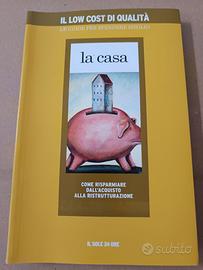 IL LOW COST DI QUALITÀ
LE GUIDE PER SPENDERE MEGLIO
la casa
COME RISPARMIARE
DALL'ACQUISTO
ALLA RISTRUTTURAZIONE
IL SOLE 24 ORE
subito